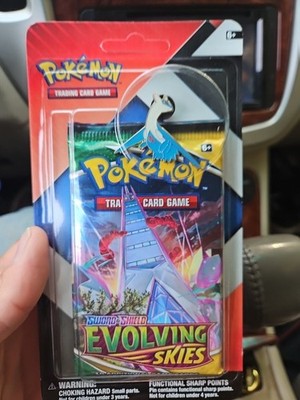 6+
POKéMON
TRADING CARD GAME
6+
POKéMON
TRADING CARD GAME
SWORD & SHIELD
EVOLVING
SKIES
WARNING:
CHOKING HAZARD Small parts.
Not for children under 3 years.
FUNCTIONAL SHARP POINTS
Pin contains functional sharp points.
Not for children under 4 years.